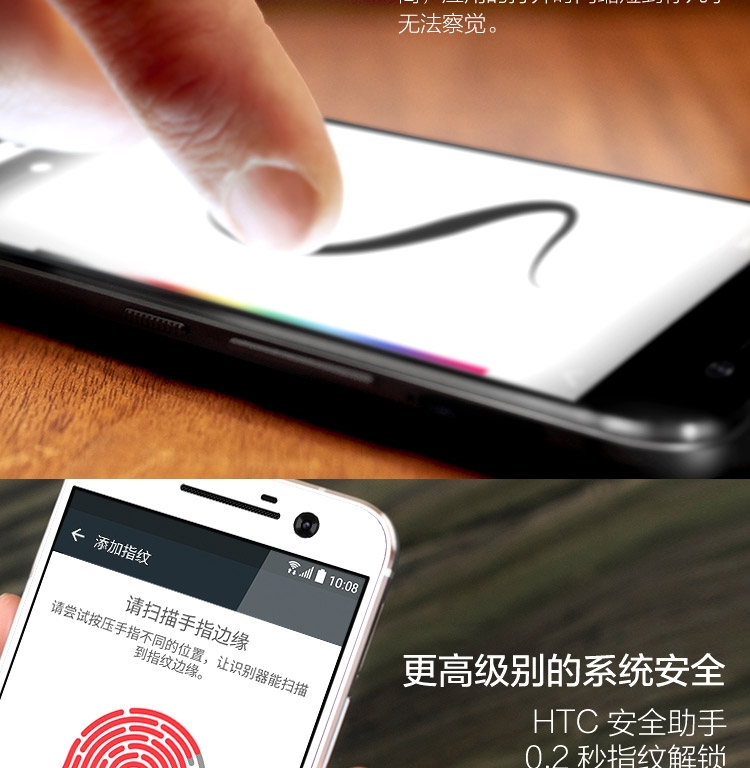 无法察觉。
添加指纹
10:08
请扫描手指边缘
请尝试按压手指不同的位置，让识别器能扫描
到指纹边缘。
更高级别的系统安全
HTC 安全助手
0.2 秒指纹解锁